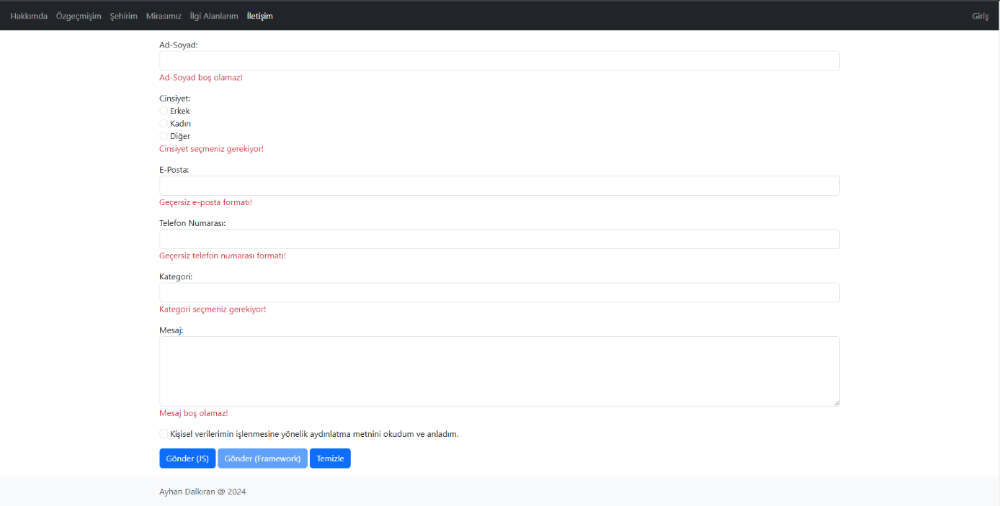 Hakkımda Özgeçmişim Şehirim Mirasımız İlgi Alanlarım İletişim Giriş
Ad-Soyad:
Ad-Soyad boş olamaz!
Cinsiyet:
Erkek
Kadın
Diğer
Cinsiyet seçmeniz gerekiyor!
E-Posta:
Geçersiz e-posta formatı!
Telefon Numarası:
Geçersiz telefon numarası formatı!
Kategori:
Kategori seçmeniz gerekiyor!
Mesaj:
Mesaj boş olamaz!
Kişisel verilerimin işlenmesine yönelik aydınlatma metnini okudum ve anladım.
Gönder (JS) Gönder (Framework) Temizle
Ayhan Dalkıran @ 2024